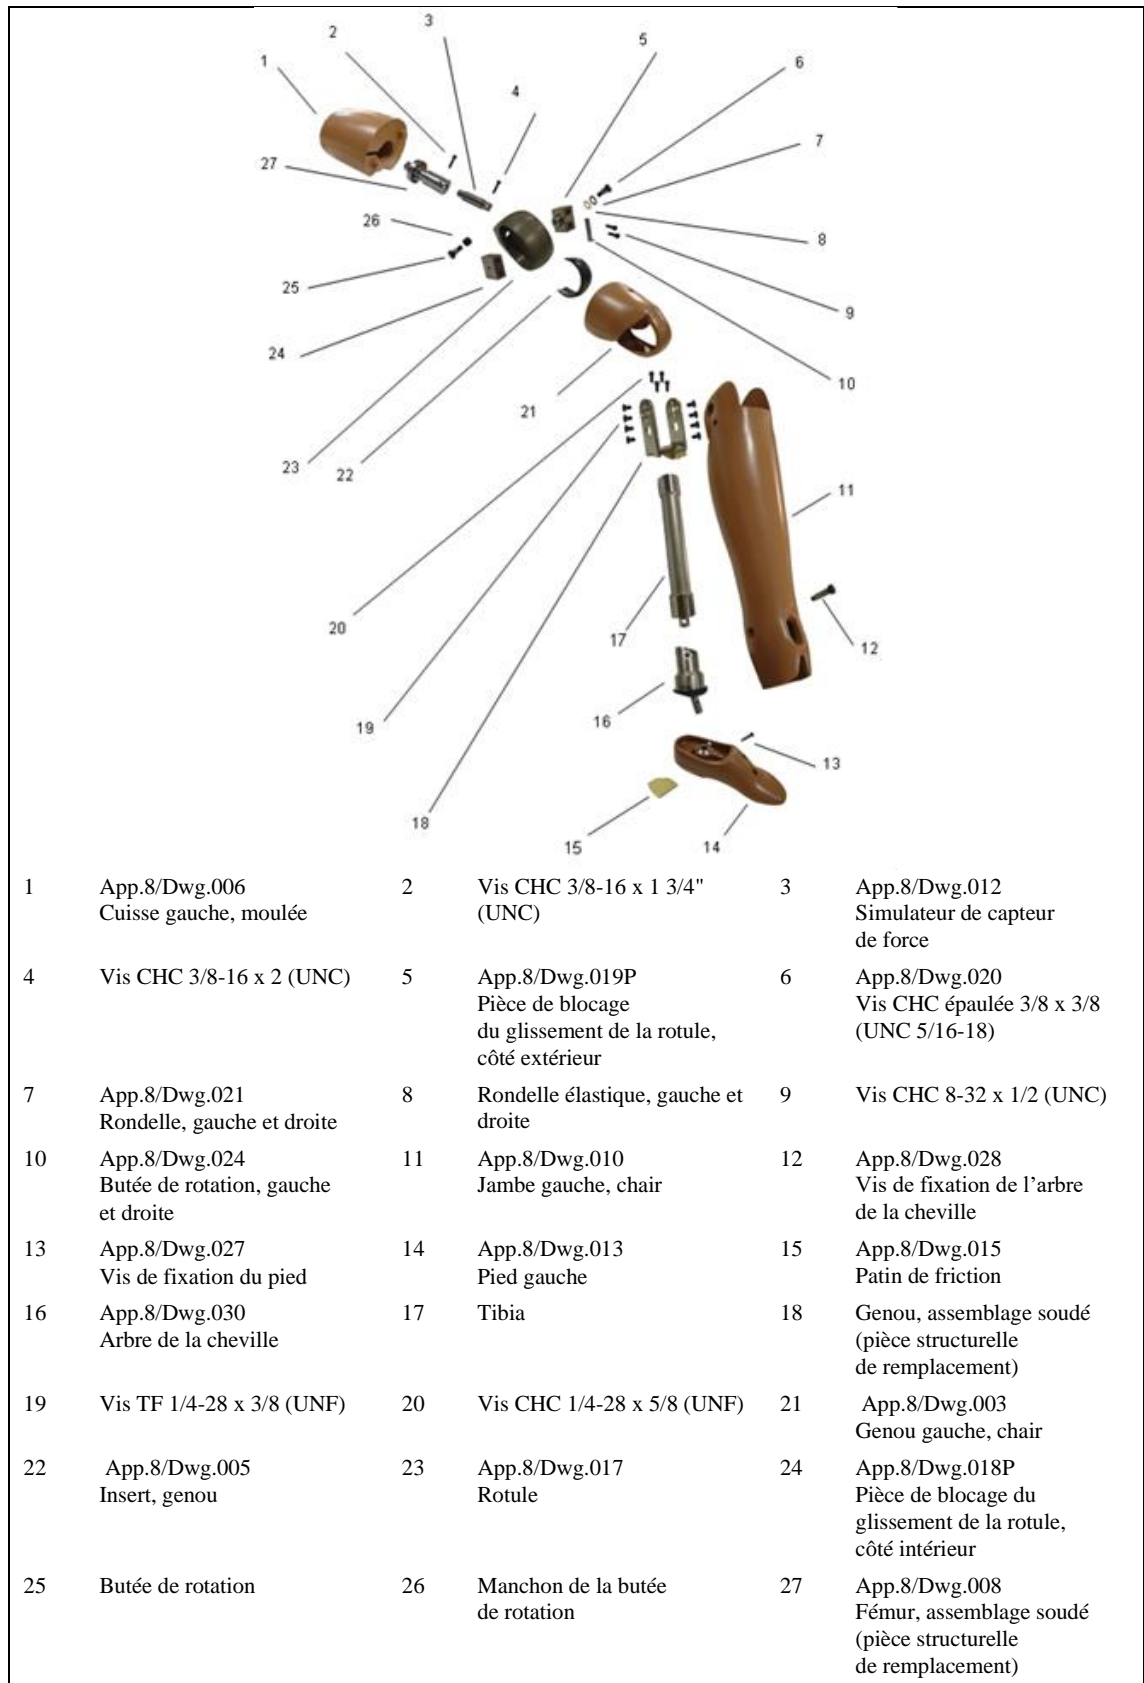 3
2
5
1
6
4
7
27
26
8
25
9
24
10
21
23
22
11
20
17
12
19
16
13
18
15
14
1 App.8/Dwg.006 2 Vis CHC 3/8-16 x 1 3/4" 3 App.8/Dwg.012
Cuisse gauche, moulée (UNC) Simulateur de capteur
de force
4 Vis CHC 3/8-16 x 2 (UNC) 5 App.8/Dwg.019P 6 App.8/Dwg.020
Pièce de blocage Vis CHC épaulée 3/8 x 3/8
du glissement de la rotule, (UNC 5/16-18)
côté extérieur
7 App.8/Dwg.021 8 Rondelle élastique, gauche et 9 Vis CHC 8-32 x 1/2 (UNC)
Rondelle, gauche et droite droite
10 App.8/Dwg.024 11 App.8/Dwg.010 12 App.8/Dwg.028
Butée de rotation, gauche Jambe gauche, chair Vis de fixation de l’arbre
et droite de la cheville
13 App.8/Dwg.027 14 App.8/Dwg.013 15 App.8/Dwg.015
Vis de fixation du pied Pied gauche Patin de friction
16 App.8/Dwg.030 17 Tibia 18 Genou, assemblage soudé
Arbre de la cheville (pièce structurelle
de remplacement)
19 Vis TF 1/4-28 x 3/8 (UNF) 20 Vis CHC 1/4-28 x 5/8 (UNF) 21 App.8/Dwg.003
Genou gauche, chair
22 App.8/Dwg.005 23 App.8/Dwg.017 24 App.8/Dwg.018P
Insert, genou Rotule Pièce de blocage du
glissement de la rotule,
côté intérieur
25 Butée de rotation 26 Manchon de la butée 27 App.8/Dwg.008
de rotation Fémur, assemblage soudé
(pièce structurelle
de remplacement)